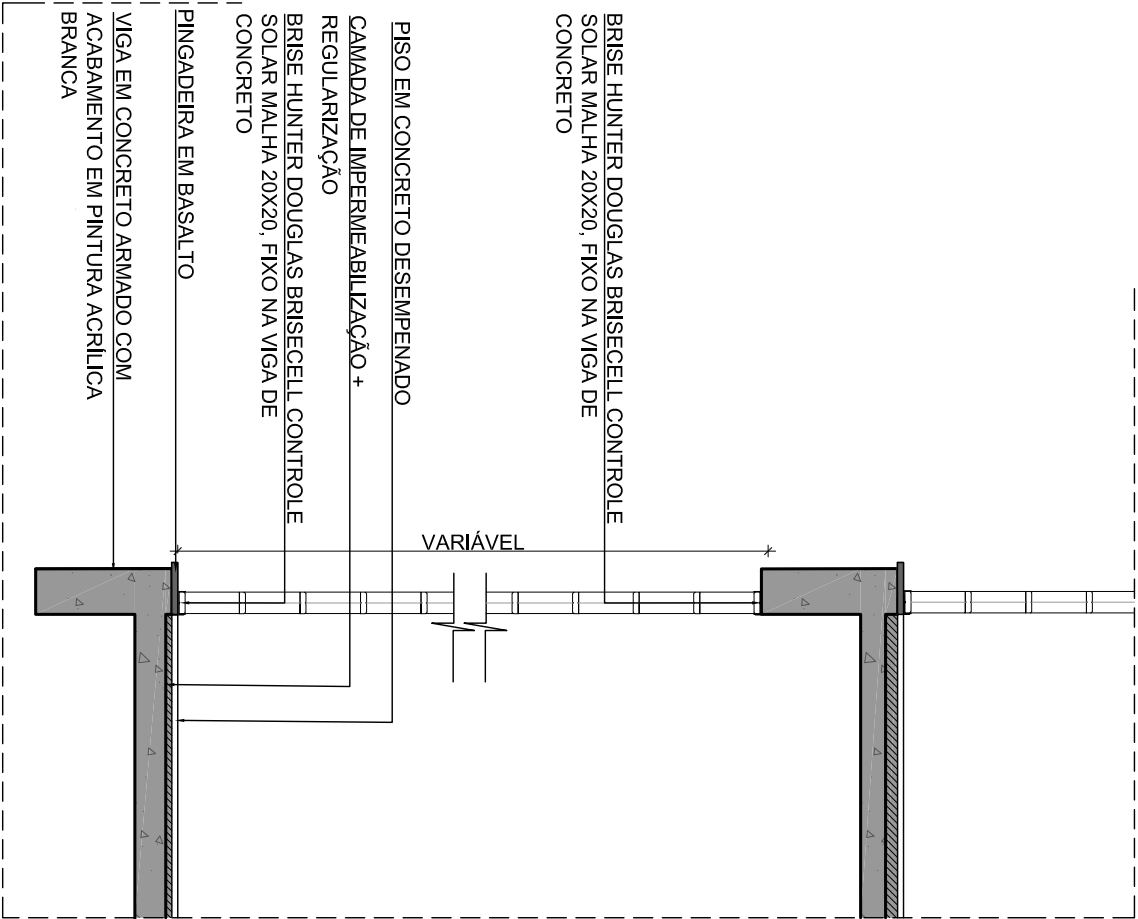 BRISE HUNTER DOUGLAS BRISECELL CONTROLE
SOLAR MALHA 20X20, FIXO NA VIGA DE
CONCRETO
PISO EM CONCRETO DESEMPENADO
CAMADA DE IMPERMEABILIZAÇÃO +
REGULARIZAÇÃO
BRISE HUNTER DOUGLAS BRISECELL CONTROLE
SOLAR MALHA 20X20, FIXO NA VIGA DE
CONCRETO
PINGADEIRA EM BASALTO
VIGA EM CONCRETO ARMADO COM
ACABAMENTO EM PINTURA ACRÍLICA
BRANCA
VARIÁVEL